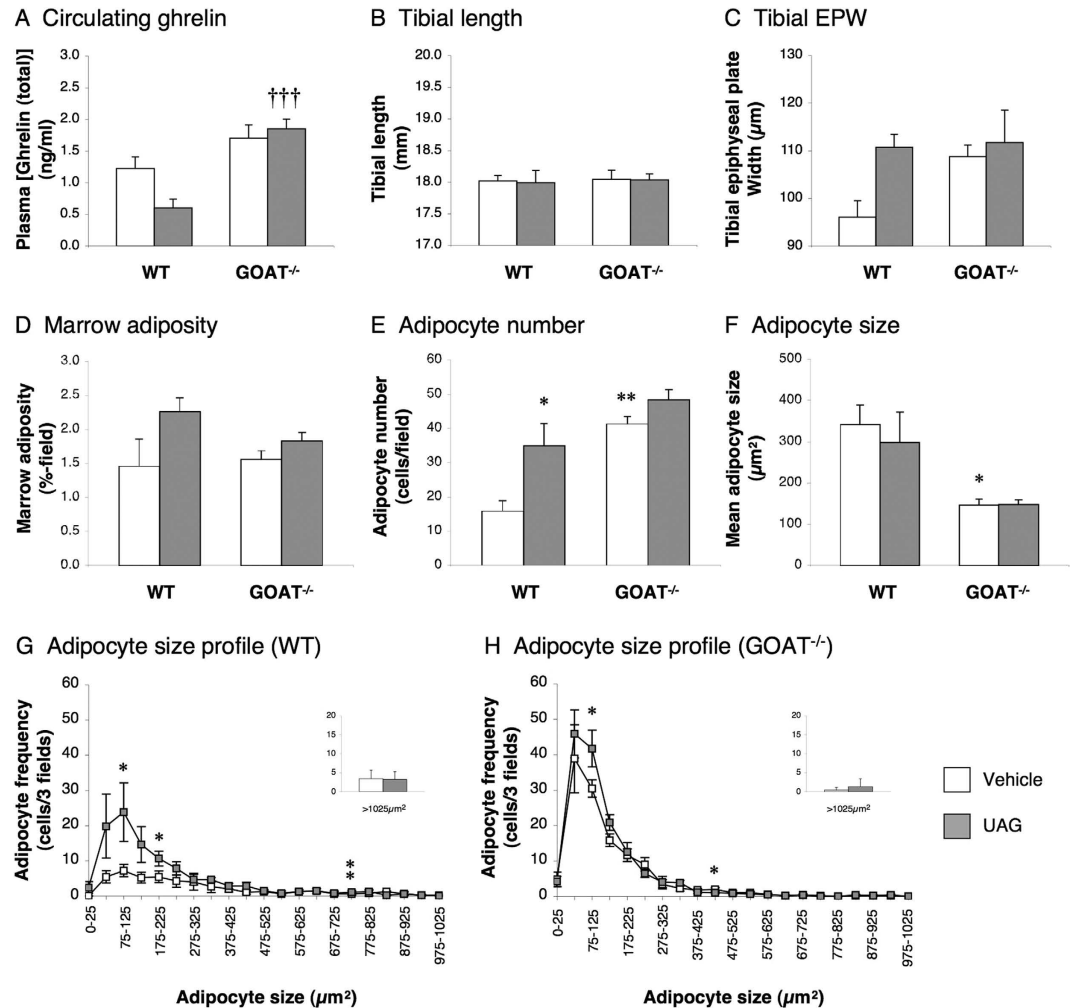 A Circulating ghrelin
Plasma [Ghrelin (total)]
(ng/ml)
3.0
2.5
2.0
1.5
1.0
0.5
0.0
†††
WT
GOAT-/-
B Tibial length
Tibial length
(mm)
20.0
19.5
19.0
18.5
18.0
17.5
17.0
WT
GOAT-/-
C Tibial EPW
Tibial epiphyseal plate
Width (µm)
130
120
110
100
90
WT
GOAT-/-
D Marrow adiposity
Marrow adiposity
(%-field)
3.0
2.5
2.0
1.5
1.0
0.5
0.0
WT
GOAT-/-
E Adipocyte number
Adipocyte number
(cells/field)
60
50
40
30
20
10
0
*
**
WT
GOAT-/-
F Adipocyte size
Mean adipocyte size
(µm²)
500
400
300
200
100
0
*
WT
GOAT-/-
G Adipocyte size profile (WT)
Adipocyte frequency
(cells/3 fields)
60
50
40
30
20
10
0
*
*
*
*
20
15
10
5
0
>1025µm²
0-25
75-125
175-225
275-325
375-425
475-525
575-625
675-725
775-825
875-925
975-1025
Adipocyte size (µm²)
H Adipocyte size profile (GOAT-/-)
Adipocyte frequency
(cells/3 fields)
60
50
40
30
20
10
0
*
*
20
15
10
5
0
>1025µm²
0-25
75-125
175-225
275-325
375-425
475-525
575-625
675-725
775-825
875-925
975-1025
Adipocyte size (µm²)
Vehicle
UAG